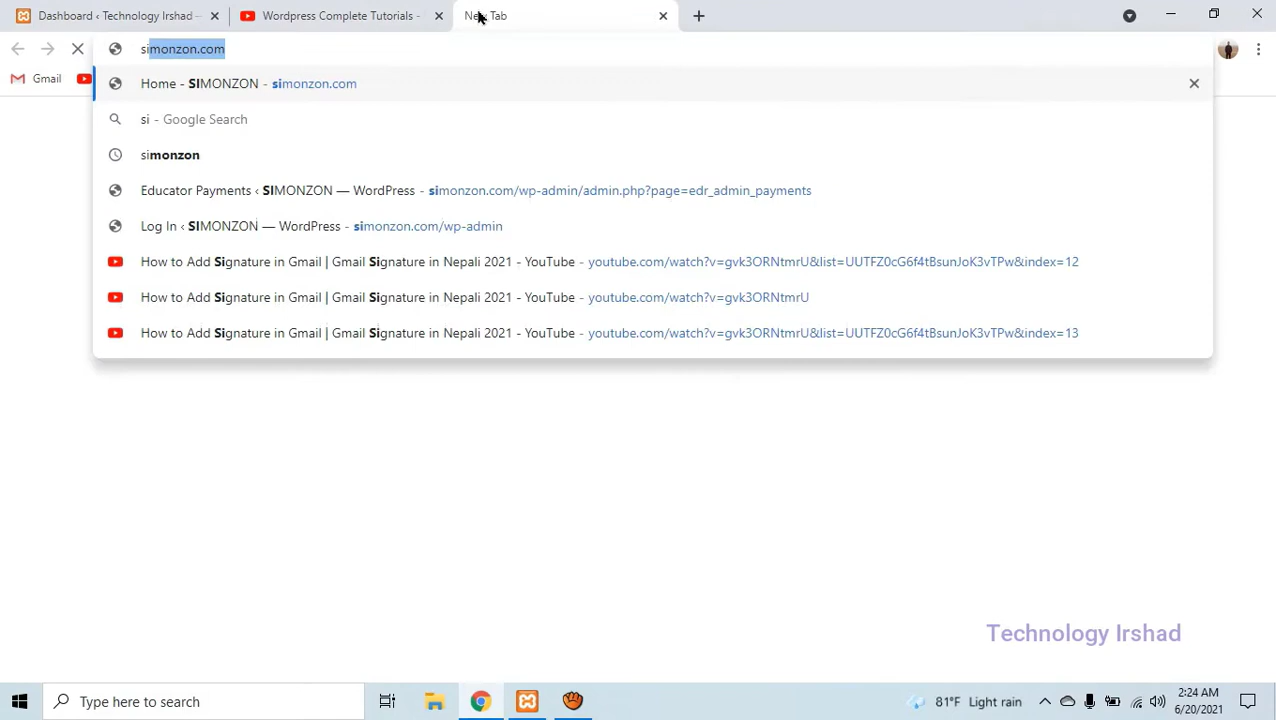 Dashboard ‹ Technology Irshad —
Wordpress Complete Tutorials -
simonzon.com
Gmail
Home - SIMONZON - simonzon.com
si - Google Search
simonzon
Educator Payments ‹ SIMONZON — WordPress - simonzon.com/wp-admin/admin.php?page=edr_admin_payments
Log In ‹ SIMONZON — WordPress - simonzon.com/wp-admin
How to Add Signature in Gmail | Gmail Signature in Nepali 2021 - YouTube - youtube.com/watch?v=gvk3ORNtmrU&list=UUTFZ0cG6f4tBsunJoK3vTPw&index=12
How to Add Signature in Gmail | Gmail Signature in Nepali 2021 - YouTube - youtube.com/watch?v=gvk3ORNtmrU
How to Add Signature in Gmail | Gmail Signature in Nepali 2021 - YouTube - youtube.com/watch?v=gvk3ORNtmrU&list=UUTFZ0cG6f4tBsunJoK3vTPw&index=13
Technology Irshad
Type here to search
81°F Light rain
2:24 AM
6/20/2021